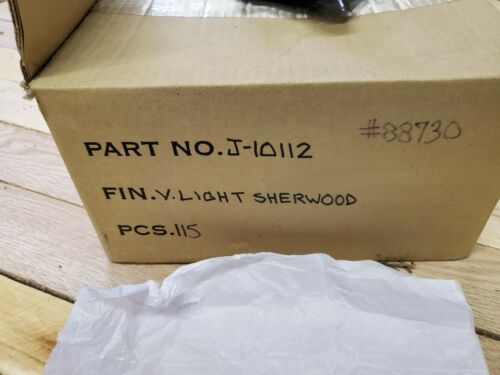 #88730
PART NO. J-10112
FIN. V. LIGHT SHERWOOD
PCS. 115